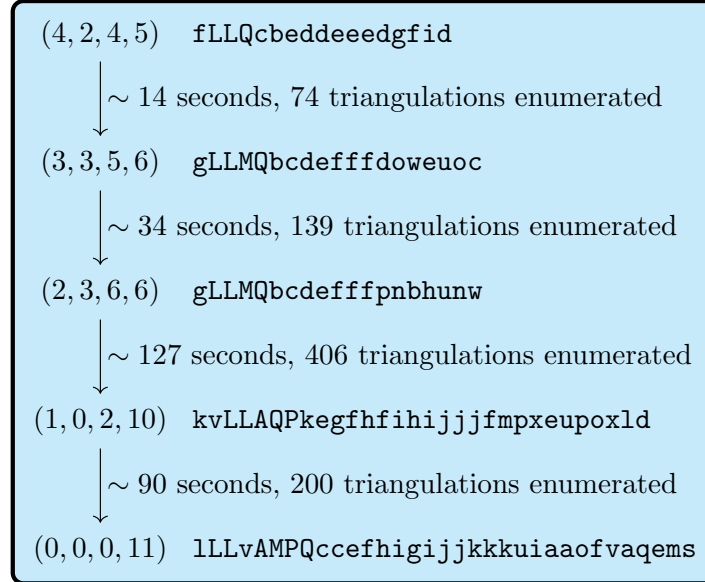 (4, 2, 4, 5) fLLQcbeddeeedgfid
∼ 14 seconds, 74 triangulations enumerated
(3, 3, 5, 6) gLLMQbcdefffdoweuoc
∼ 34 seconds, 139 triangulations enumerated
(2, 3, 6, 6) gLLMQbcdefffpnbhunw
∼ 127 seconds, 406 triangulations enumerated
(1, 0, 2, 10) kvLLAQPkegfhfihijjjfmpxeupoxld
∼ 90 seconds, 200 triangulations enumerated
(0, 0, 0, 11) lLLvAMPQccefhigijjkkkuiaaofvaqems